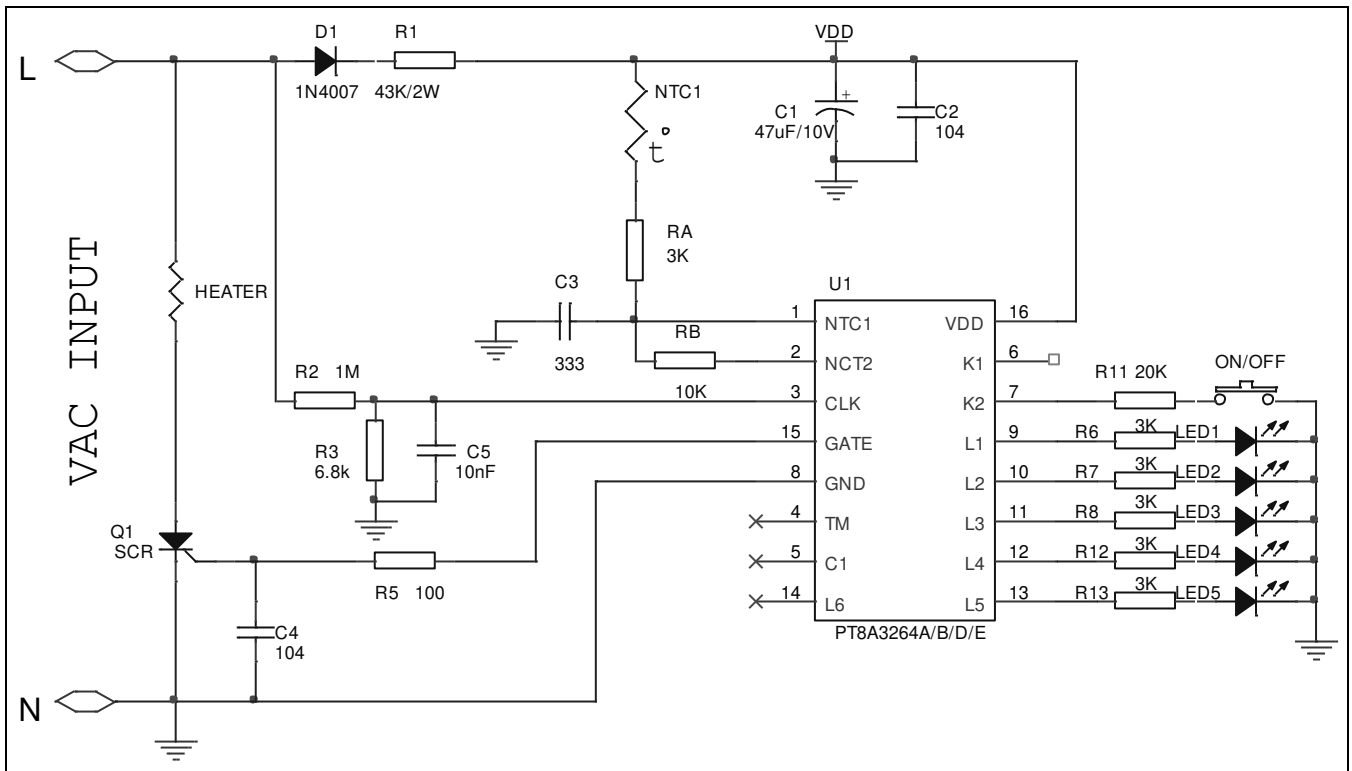 L
D1
R1
1N4007
43K/2W
VDD
NTC1
t°
C1
47uF/10V
+
C2
104
RA
3K
VAC INPUT
HEATER
C3
333
U1
RB
10K
1
NTC1
VDD
16
2
NCT2
K1
6
3
CLK
K2
7
15
GATE
L1
9
8
GND
L2
10
4
TM
L3
11
5
C1
L4
12
14
L6
L5
13
PT8A3264A/B/D/E
R2 1M
R3
6.8k
C5
10nF
R11 20K
ON/OFF
R6
3K
LED1
R7
3K
LED2
R8
3K
LED3
R12
3K
LED4
R13
3K
LED5
Q1
SCR
R5 100
C4
104
N